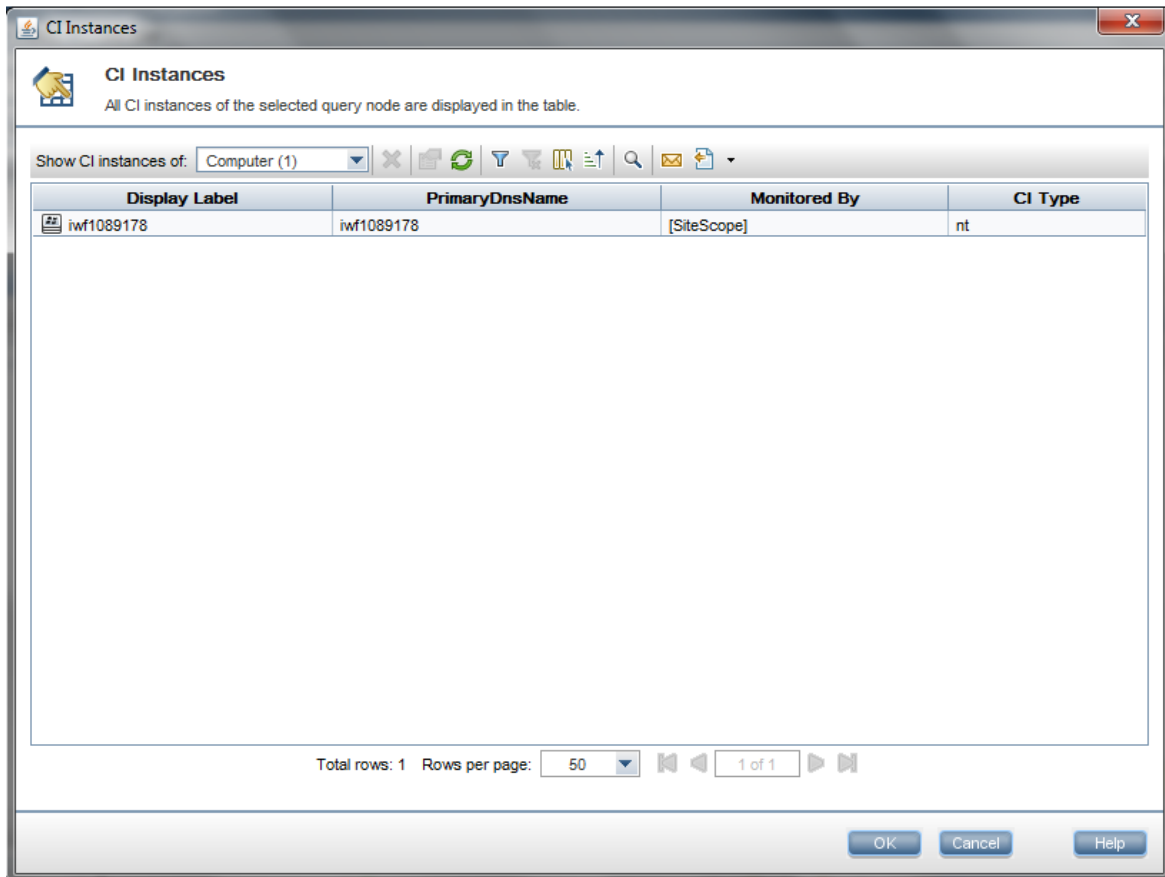 CI Instances
CI Instances
All CI instances of the selected query node are displayed in the table.
Show CI instances of: Computer (1)
Display Label PrimaryDnsName Monitored By CI Type
iwf1089178 iwf1089178 [SiteScope] nt
Total rows: 1 Rows per page: 50 1 of 1
OK Cancel Help